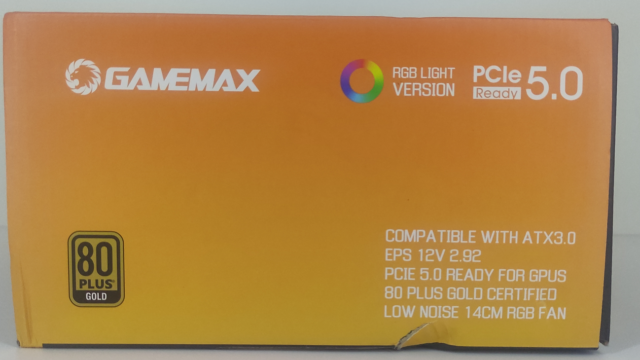 GAMEMAX
RGB LIGHT
VERSION
PCIe
Ready
5.0
80
PLUS
GOLD
COMPATIBLE WITH ATX3.0
EPS 12V 2.92
PCIE 5.0 READY FOR GPUS
80 PLUS GOLD CERTIFIED
LOW NOISE 14CM RGB FAN